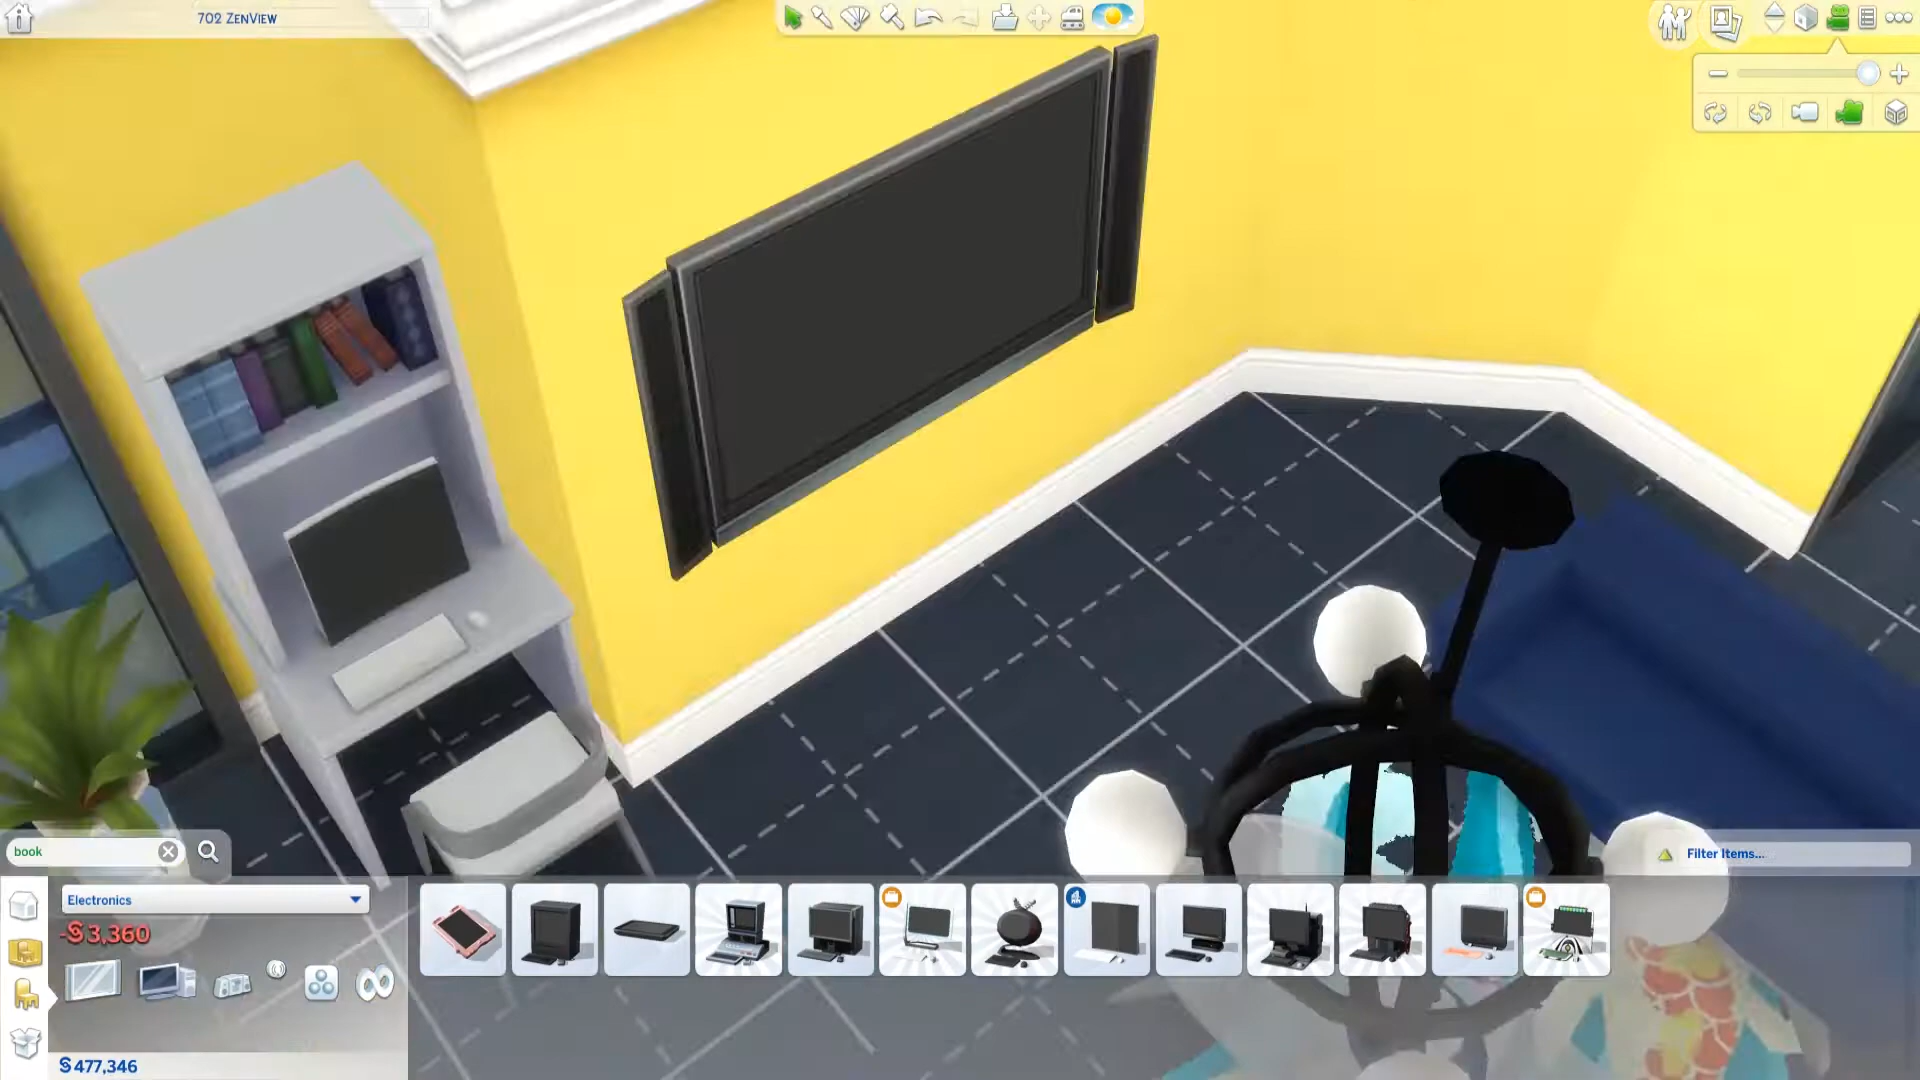 702 ZENVIEW
book
Filter Items...
Electronics
-§3,360
§477,346